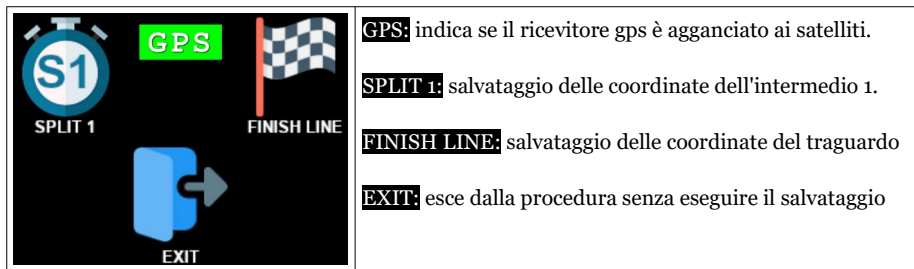 GPS
S1
SPLIT 1
FINISH LINE
EXIT
GPS: indica se il ricevitore gps è agganciato ai satelliti.
SPLIT 1: salvataggio delle coordinate dell'intermedio 1.
FINISH LINE: salvataggio delle coordinate del traguardo
EXIT: esce dalla procedura senza eseguire il salvataggio